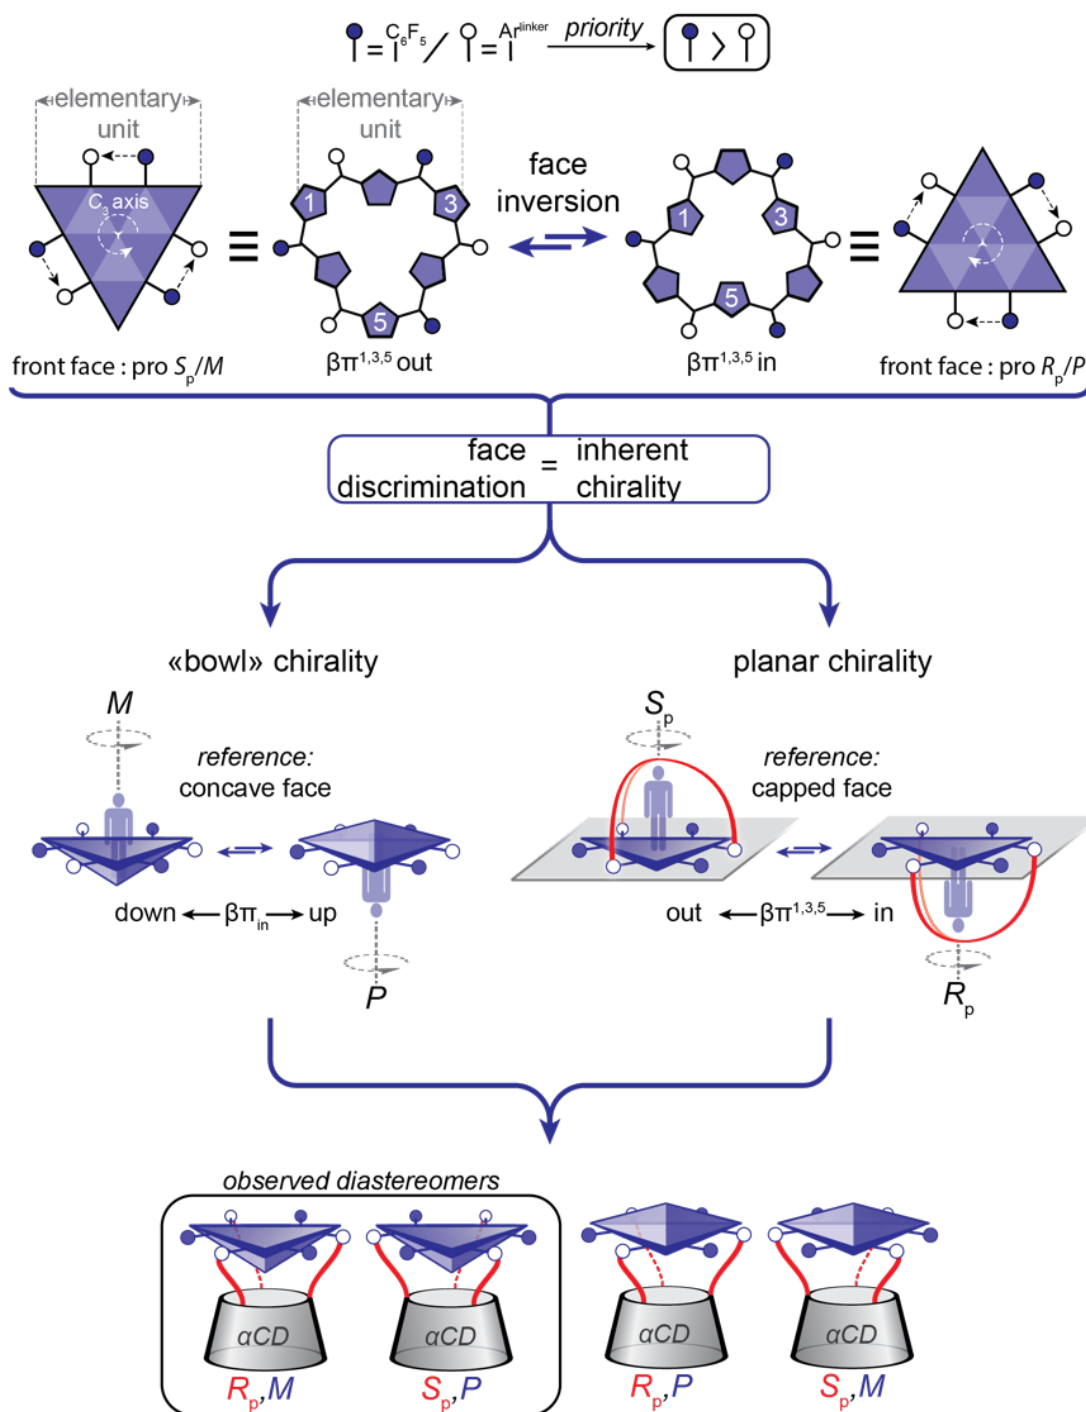 = C₆F₅ / = Ar^linker priority >
elementary unit
elementary unit
C₃ axis
1 3 5
face inversion
1 3 5
≡ ≡
front face : pro Sₚ/M
βπ¹,³,⁵ out
βπ¹,³,⁵ in
front face : pro Rₚ/P
face discrimination = inherent chirality
«bowl» chirality
planar chirality
M
reference:
concave face
down βπᵢₙ up
P
Sₚ
reference:
capped face
out βπ¹,³,⁵ in
Rₚ
observed diastereomers
αCD αCD αCD αCD
Rₚ,M Sₚ,P Rₚ,P Sₚ,M